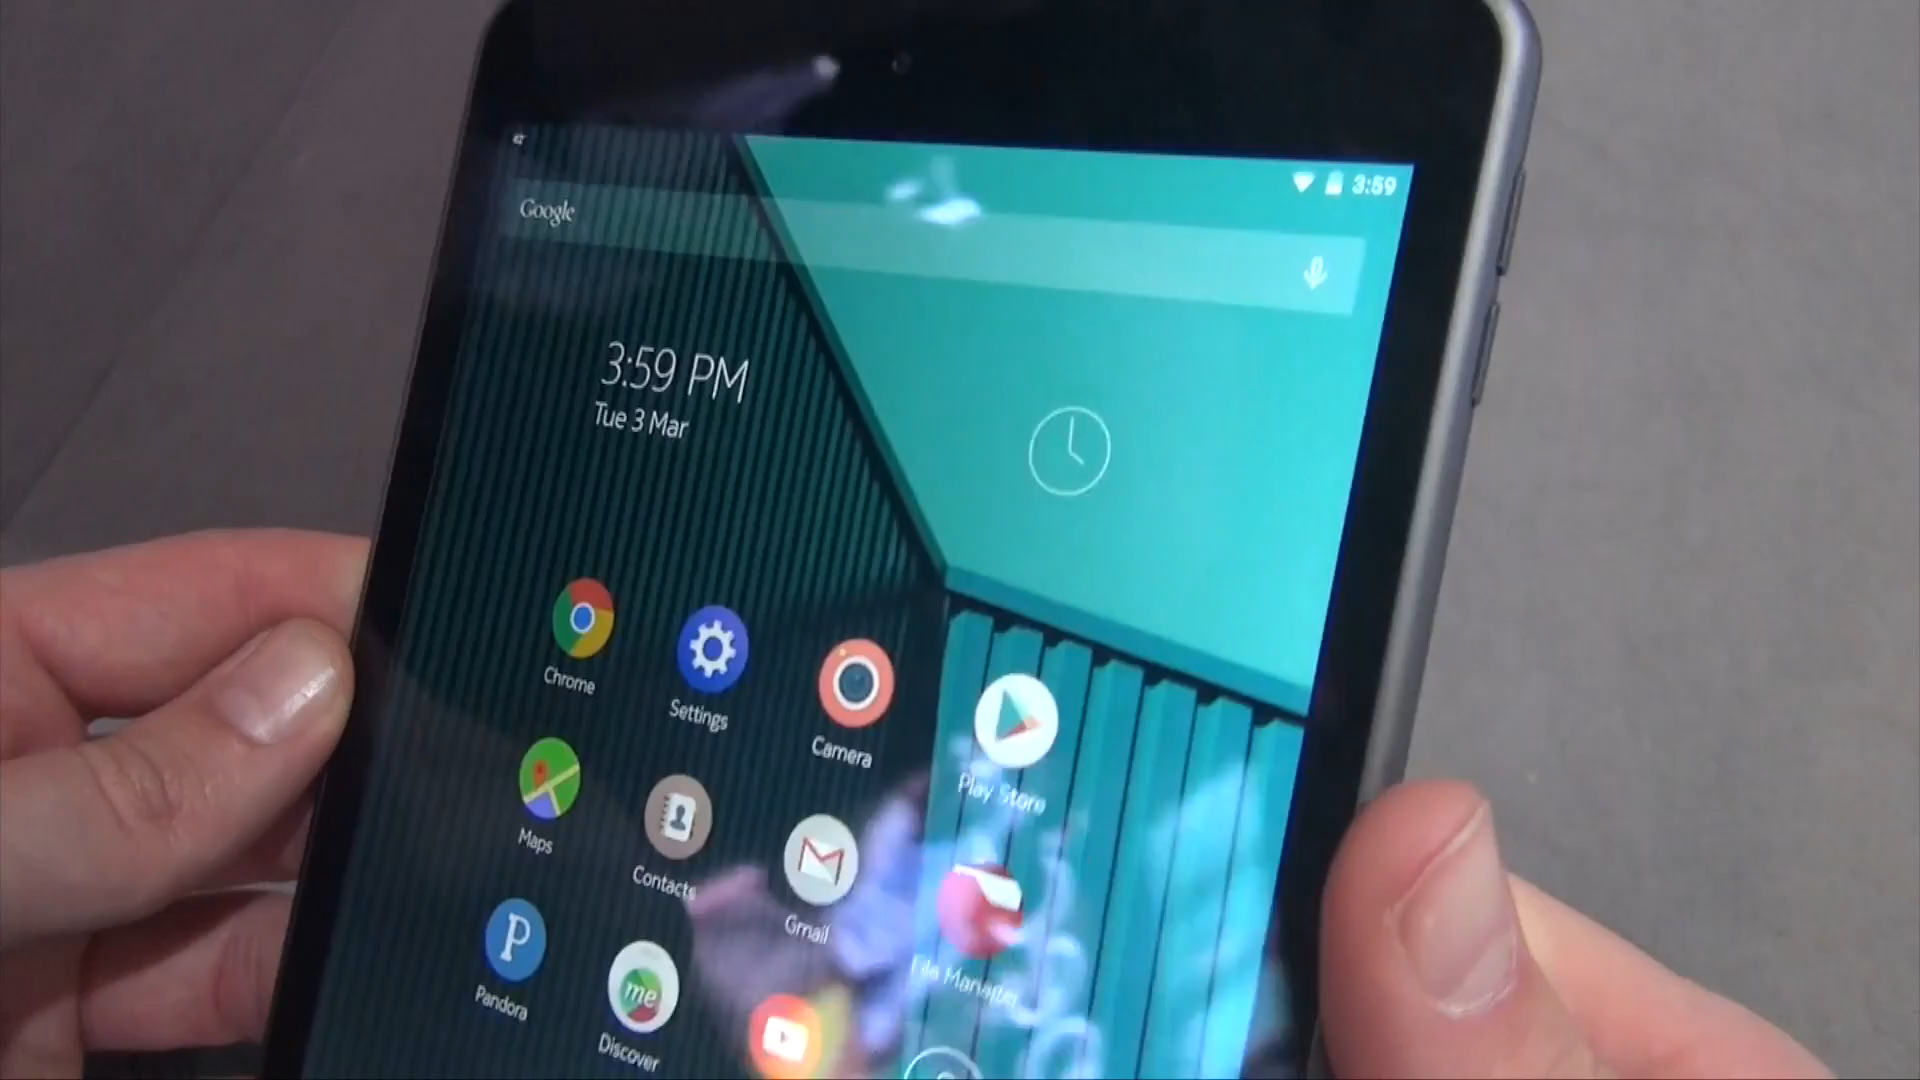 3:59
Google
3:59 PM
Tue 3 Mar
Chrome
Settings
Camera
Play Store
Maps
Contacts
Gmail
File Manager
P
Pandora
me
Discover